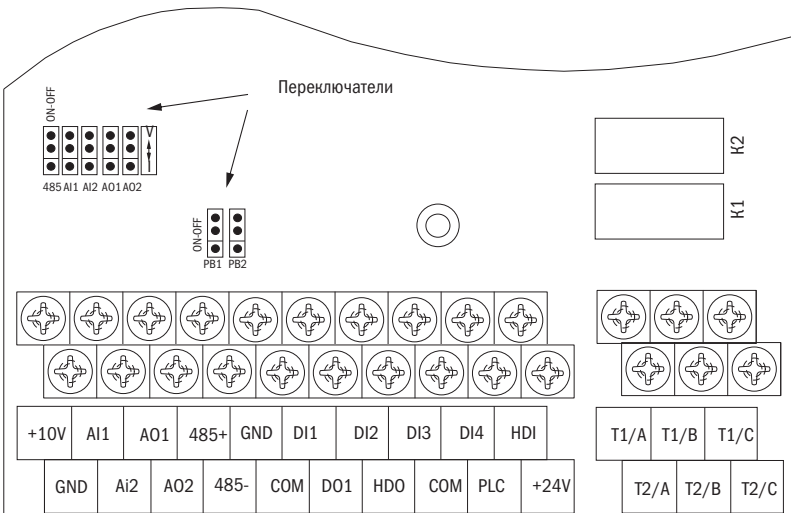 Переключатели
ON-OFF
V
I
485 AI1 AI2 AO1 AO2
K2
K1
ON-OFF
PB1 PB2
+10V AI1 AO1 485+ GND DI1 DI2 DI3 DI4 HDI
T1/A T1/B T1/C
GND Ai2 AO2 485- COM DO1 HDO COM PLC +24V
T2/A T2/B T2/C